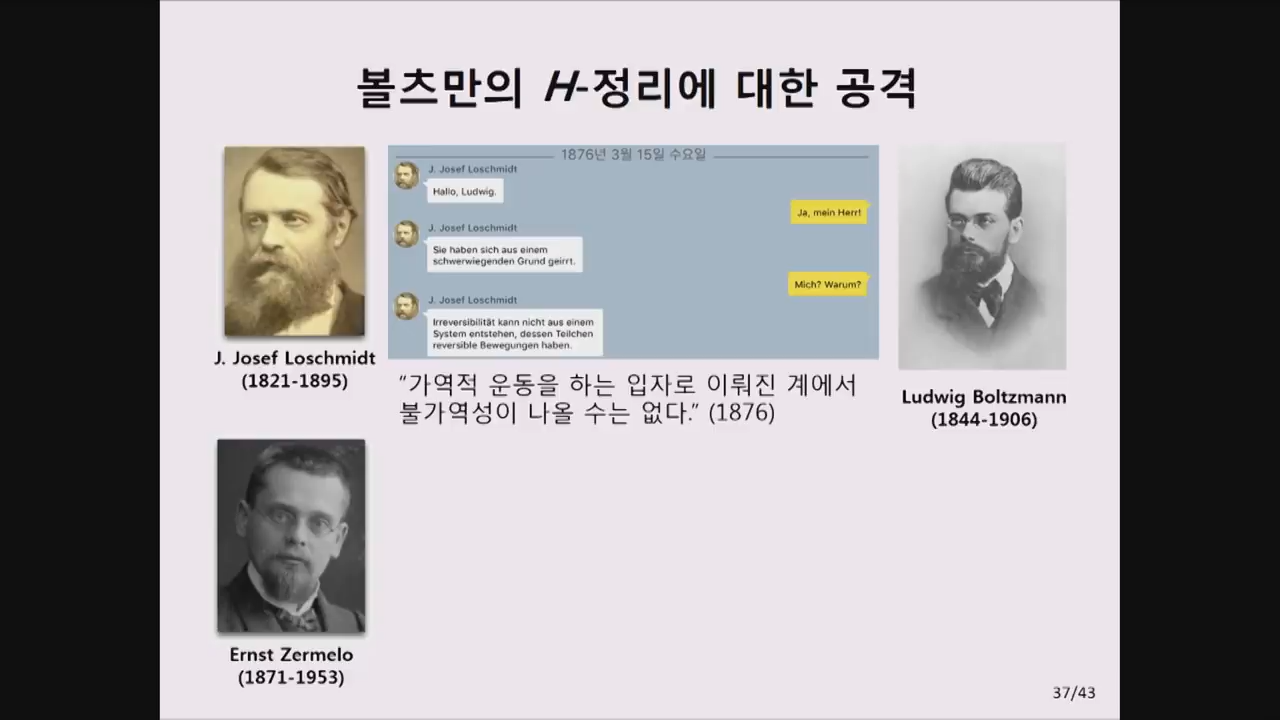 볼츠만의 H-정리에 대한 공격
1876년 3월 15일 수요일
J. Josef Loschmidt
Hallo, Ludwig.
Ja, mein Herr!
J. Josef Loschmidt
Sie haben sich aus einem
schwerwiegenden Grund geirrt.
Mich? Warum?
J. Josef Loschmidt
Irreversibilität kann nicht aus einem
System entstehen, dessen Teilchen
reversible Bewegungen haben.
J. Josef Loschmidt
(1821-1895)
“가역적 운동을 하는 입자로 이뤄진 계에서
불가역성이 나올 수는 없다.” (1876)
Ludwig Boltzmann
(1844-1906)
Ernst Zermelo
(1871-1953)
37/43